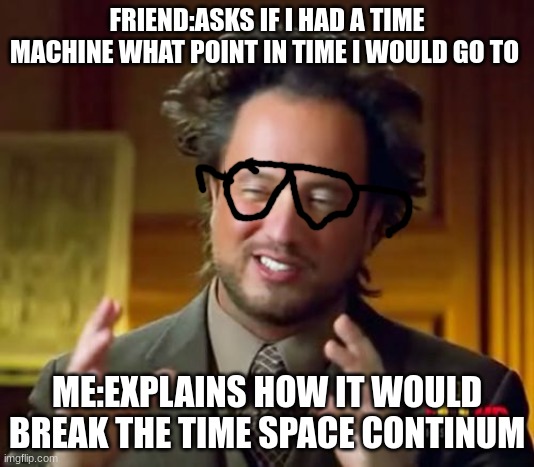 FRIEND:ASKS IF I HAD A TIME
MACHINE WHAT POINT IN TIME I WOULD GO TO
ME:EXPLAINS HOW IT WOULD
BREAK THE TIME SPACE CONTINUM
imgflip.com